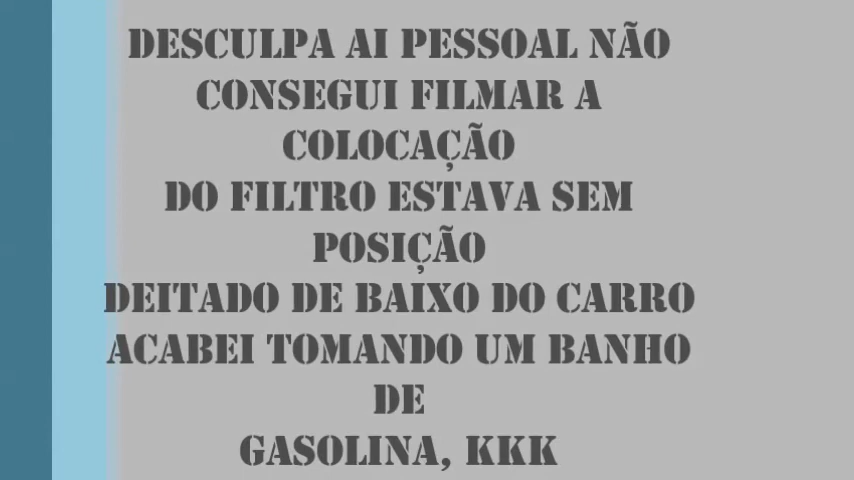 DESCULPA AI PESSOAL NÃO
CONSEGUI FILMAR A
COLOCAÇÃO
DO FILTRO ESTAVA SEM
POSIÇÃO
DEITADO DE BAIXO DO CARRO
ACABEI TOMANDO UM BANHO
DE
GASOLINA, KKK